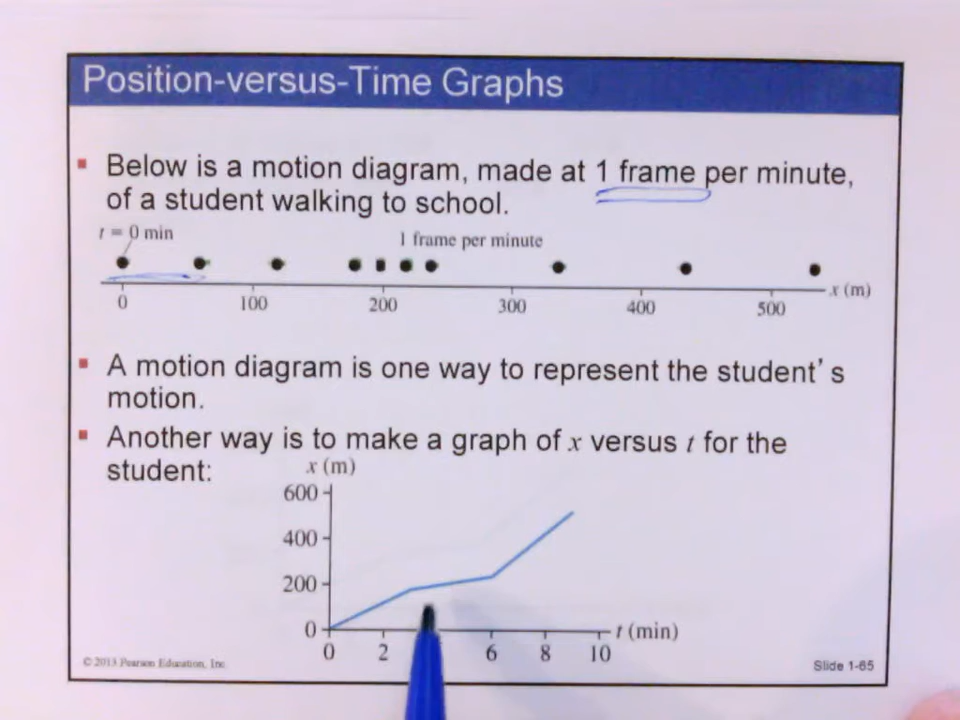 Position-versus-Time Graphs
Below is a motion diagram, made at 1 frame per minute,
of a student walking to school.
t = 0 min
1 frame per minute
x (m)
0 100 200 300 400 500
A motion diagram is one way to represent the student's
motion.
Another way is to make a graph of x versus t for the
student:
x (m)
600
400
200
0
t (min)
0 2 6 8 10
© 2013 Pearson Education, Inc.
Slide 1-65